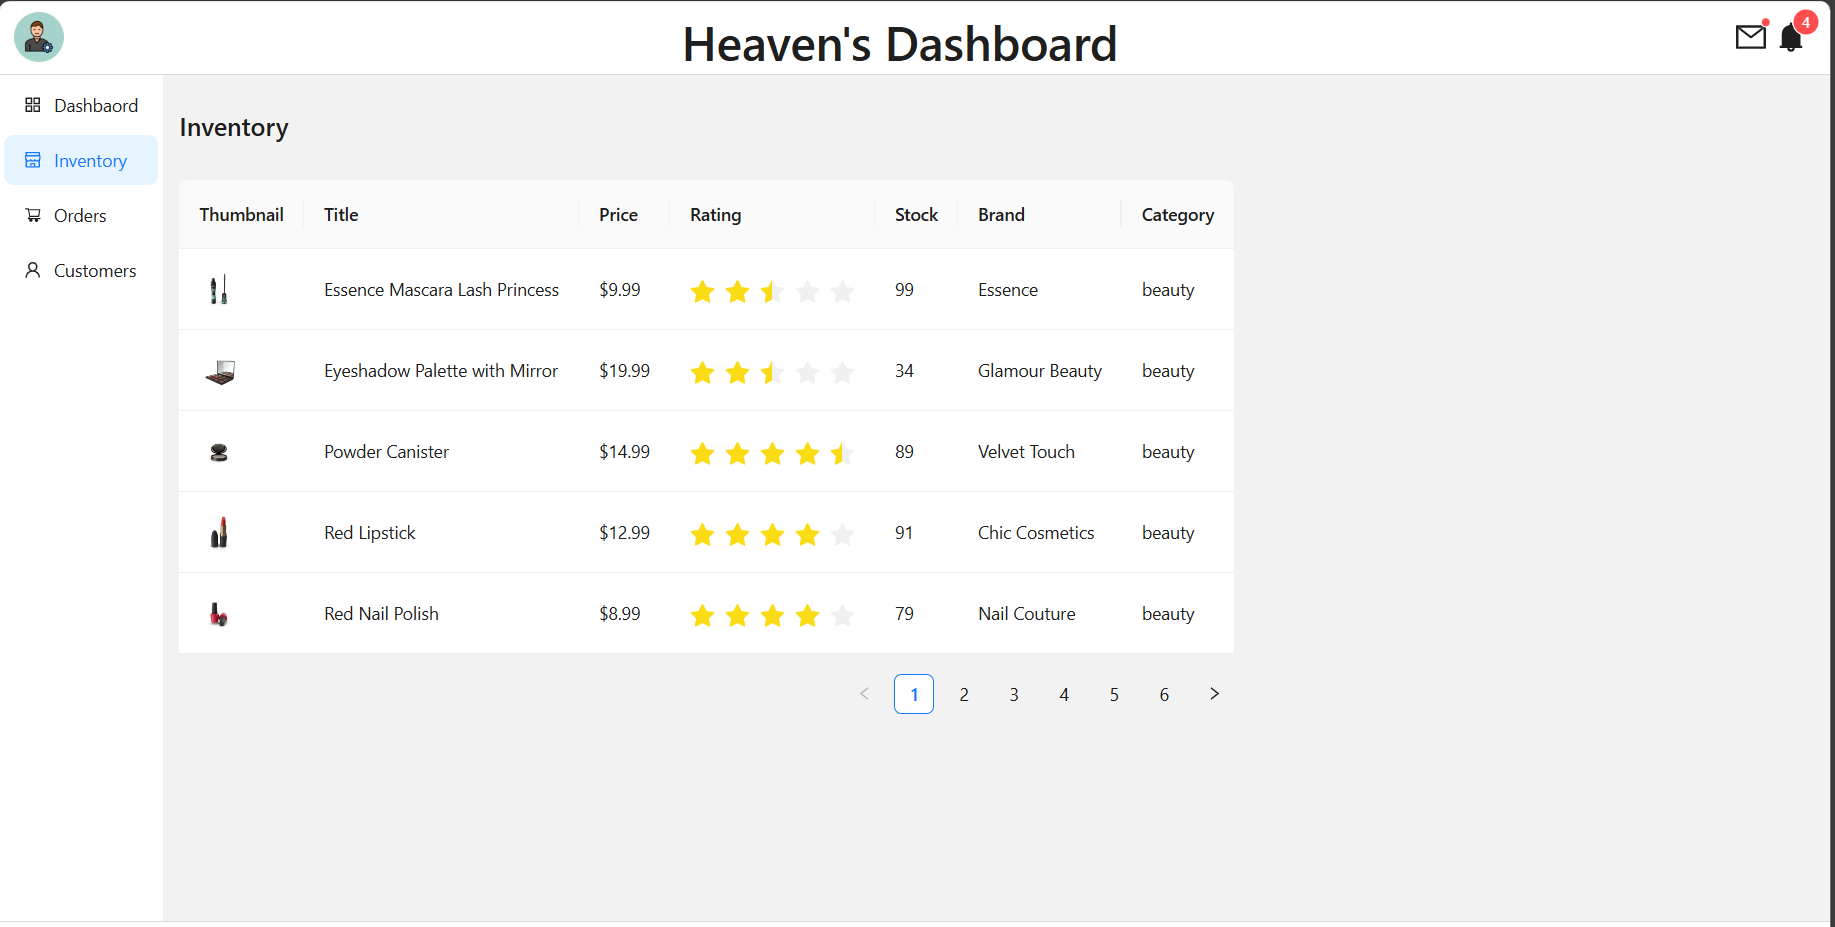 Heaven's Dashboard
4
Dashbaord
Inventory
Orders
Customers
Inventory
Thumbnail Title Price Rating Stock Brand Category
Essence Mascara Lash Princess $9.99 99 Essence beauty
Eyeshadow Palette with Mirror $19.99 34 Glamour Beauty beauty
Powder Canister $14.99 89 Velvet Touch beauty
Red Lipstick $12.99 91 Chic Cosmetics beauty
Red Nail Polish $8.99 79 Nail Couture beauty
< 1 2 3 4 5 6 >